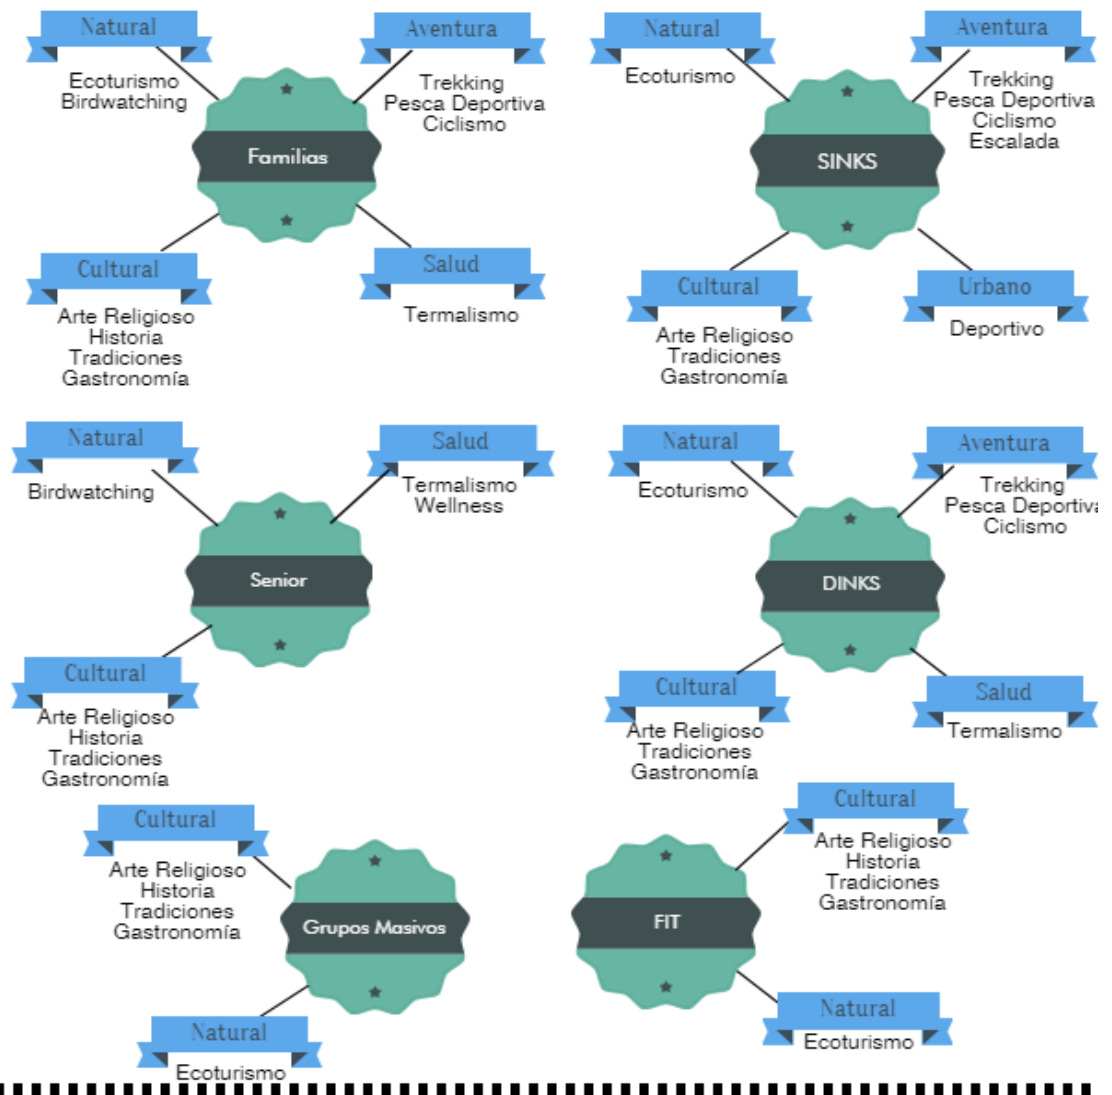 Natural
Ecoturismo
Birdwatching
Aventura
Trekking
Pesca Deportiva
Ciclismo
Familias
Cultural
Arte Religioso
Historia
Tradiciones
Gastronomía
Salud
Termalismo
Natural
Ecoturismo
Aventura
Trekking
Pesca Deportiva
Ciclismo
Escalada
SINKS
Cultural
Arte Religioso
Tradiciones
Gastronomía
Urbano
Deportivo
Natural
Birdwatching
Salud
Termalismo
Wellness
Senior
Cultural
Arte Religioso
Historia
Tradiciones
Gastronomía
Natural
Ecoturismo
Aventura
Trekking
Pesca Deportiva
Ciclismo
DINKS
Cultural
Arte Religioso
Tradiciones
Gastronomía
Salud
Termalismo
Cultural
Arte Religioso
Historia
Tradiciones
Gastronomía
Grupos Masivos
Natural
Ecoturismo
Cultural
Arte Religioso
Historia
Tradiciones
Gastronomía
FIT
Natural
Ecoturismo